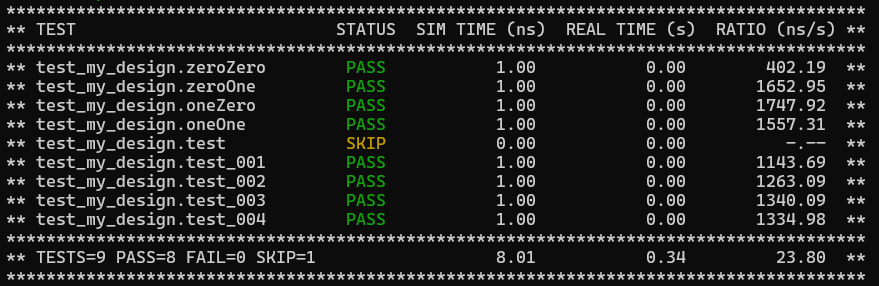 **************************************************************************************
** TEST                          STATUS  SIM TIME (ns)  REAL TIME (s)  RATIO (ns/s) **
**************************************************************************************
** test_my_design.zeroZero        PASS           1.00           0.00        402.19  **
** test_my_design.zeroOne         PASS           1.00           0.00       1652.95  **
** test_my_design.oneZero         PASS           1.00           0.00       1747.92  **
** test_my_design.oneOne          PASS           1.00           0.00       1557.31  **
** test_my_design.test            SKIP           0.00           0.00          -.--  **
** test_my_design.test_001        PASS           1.00           0.00       1143.69  **
** test_my_design.test_002        PASS           1.00           0.00       1263.09  **
** test_my_design.test_003        PASS           1.00           0.00       1340.09  **
** test_my_design.test_004        PASS           1.00           0.00       1334.98  **
**************************************************************************************
** TESTS=9 PASS=8 FAIL=0 SKIP=1                  8.01           0.34         23.80  **
**************************************************************************************